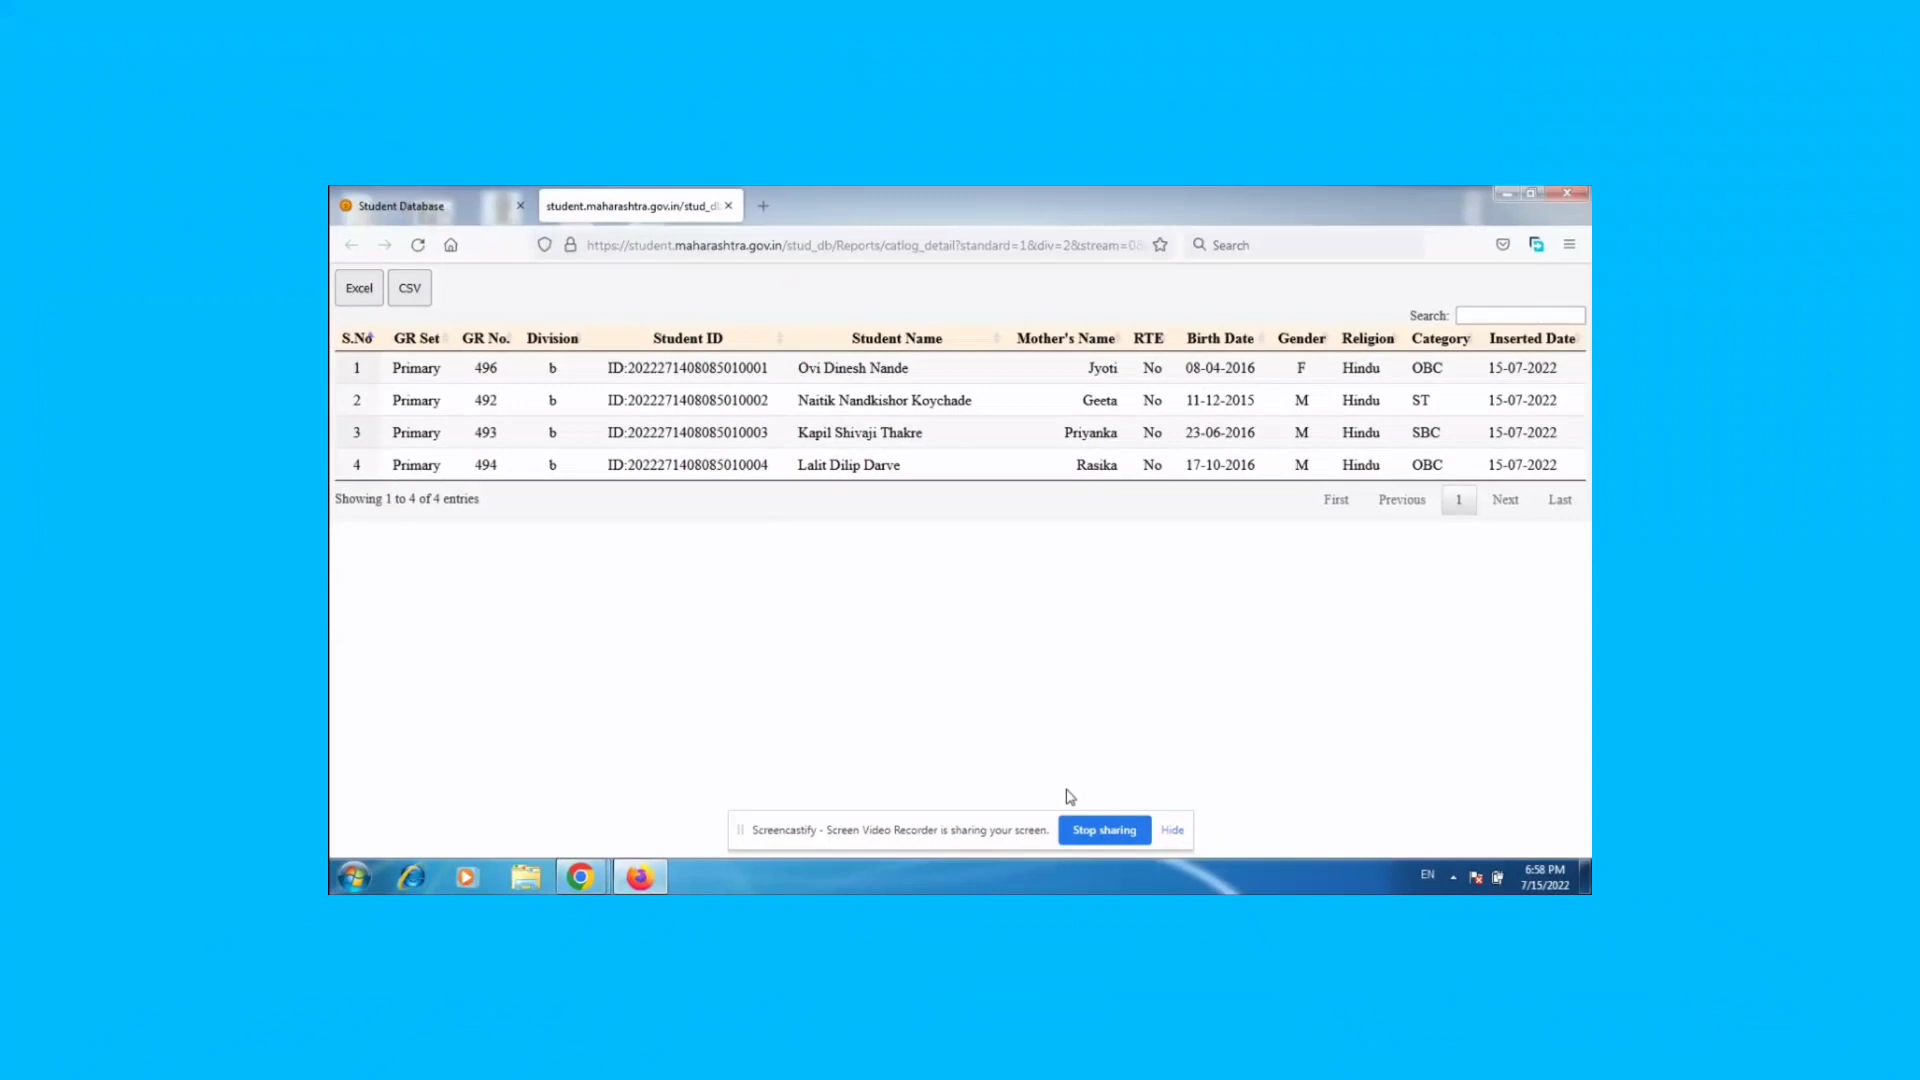 Student Database
student.maharashtra.gov.in/stud_d
https://student.maharashtra.gov.in/stud_db/Reports/catlog_detail?standard=1&div=2&stream=0&
Search
Excel CSV
Search:
S.No GR Set GR No. Division Student ID Student Name Mother's Name RTE Birth Date Gender Religion Category Inserted Date
1 Primary 496 b ID:2022271408085010001 Ovi Dinesh Nande Jyoti No 08-04-2016 F Hindu OBC 15-07-2022
2 Primary 492 b ID:2022271408085010002 Naitik Nandkishor Koychade Geeta No 11-12-2015 M Hindu ST 15-07-2022
3 Primary 493 b ID:2022271408085010003 Kapil Shivaji Thakre Priyanka No 23-06-2016 M Hindu SBC 15-07-2022
4 Primary 494 b ID:2022271408085010004 Lalit Dilip Darve Rasika No 17-10-2016 M Hindu OBC 15-07-2022
Showing 1 to 4 of 4 entries First Previous 1 Next Last
Screencastify - Screen Video Recorder is sharing your screen. Stop sharing Hide
EN
6:58 PM
7/15/2022